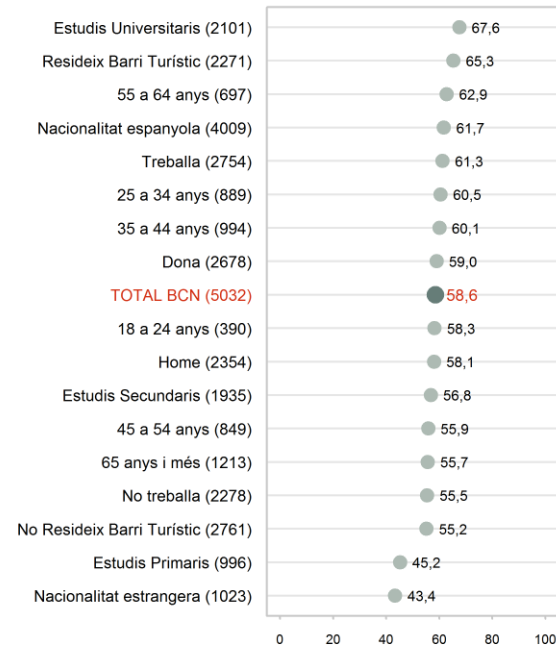 Estudis Universitaris (2101) 67,6
Resideix Barri Turístic (2271) 65,3
55 a 64 anys (697) 62,9
Nacionalitat espanyola (4009) 61,7
Treballa (2754) 61,3
25 a 34 anys (889) 60,5
35 a 44 anys (994) 60,1
Dona (2678) 59,0
TOTAL BCN (5032) 58,6
18 a 24 anys (390) 58,3
Home (2354) 58,1
Estudis Secundaris (1935) 56,8
45 a 54 anys (849) 55,9
65 anys i més (1213) 55,7
No treballa (2278) 55,5
No Resideix Barri Turístic (2761) 55,2
Estudis Primaris (996) 45,2
Nacionalitat estrangera (1023) 43,4
0 20 40 60 80 100